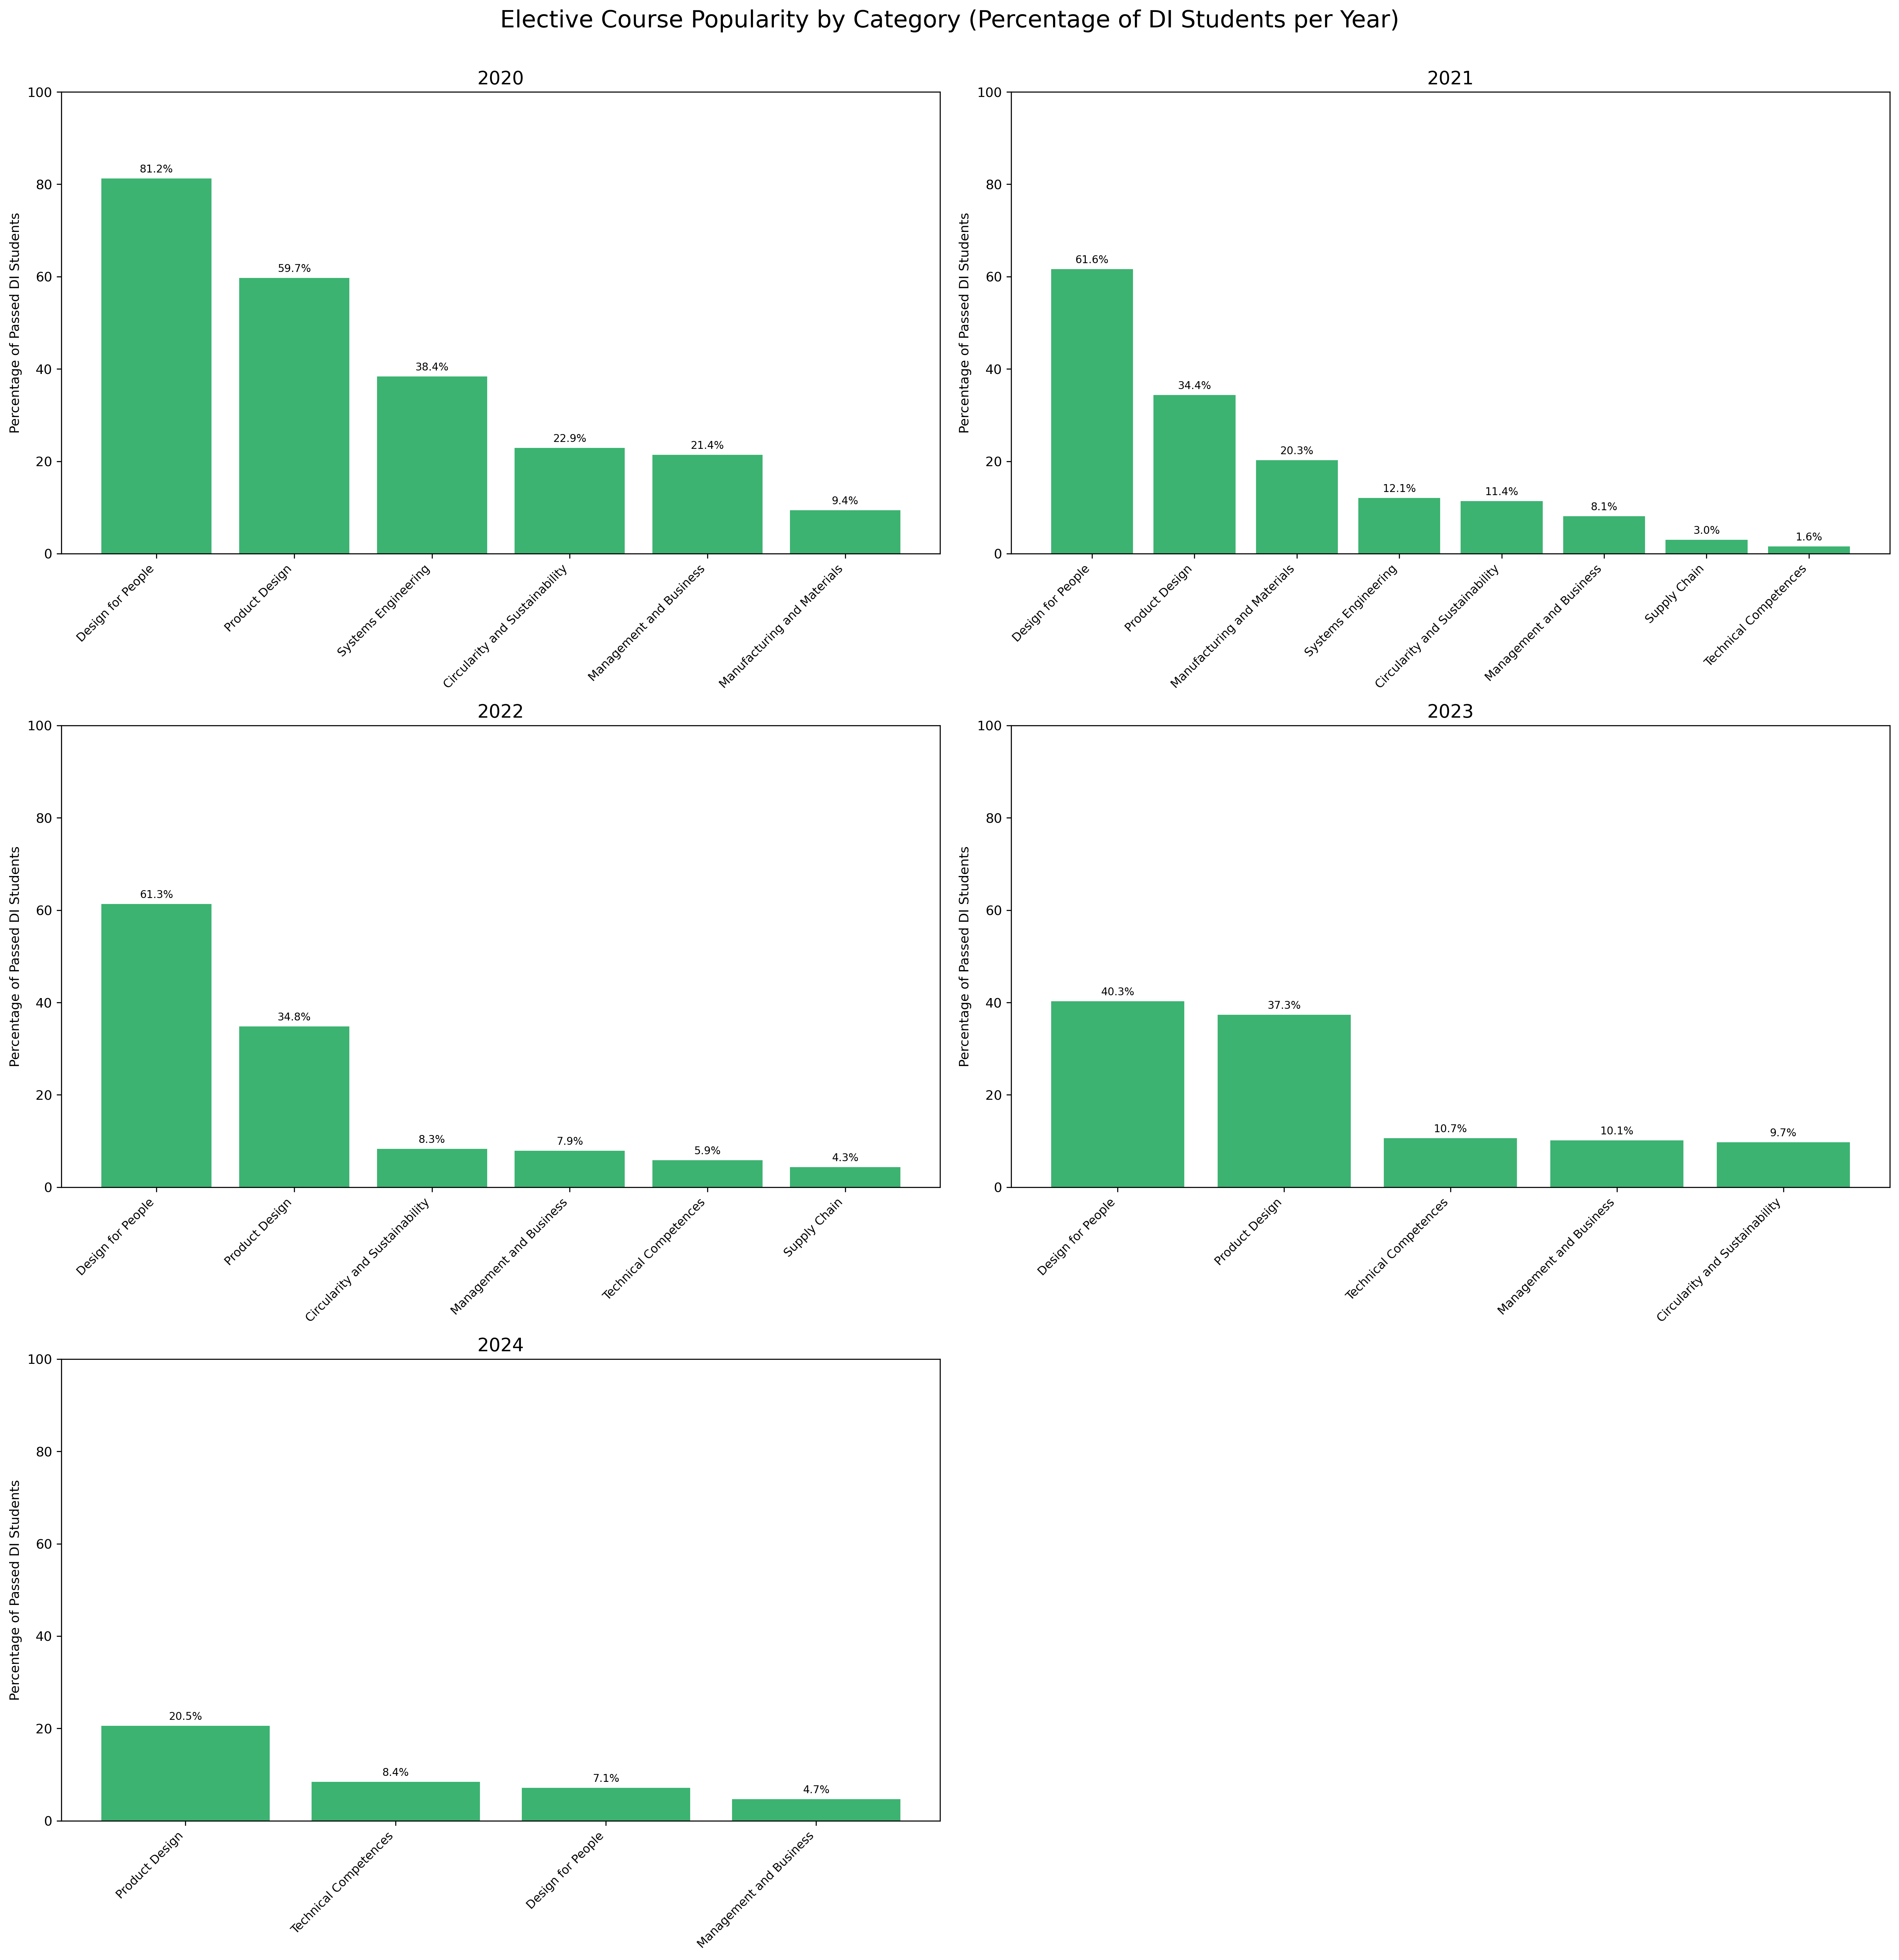 Elective Course Popularity by Category (Percentage of DI Students per Year)
2020
Percentage of Passed DI Students
100
80
60
40
20
0
81.2%
59.7%
38.4%
22.9%
21.4%
9.4%
Design for People
Product Design
Systems Engineering
Circularity and Sustainability
Management and Business
Manufacturing and Materials
2021
Percentage of Passed DI Students
100
80
60
40
20
0
61.6%
34.4%
20.3%
12.1%
11.4%
8.1%
3.0%
1.6%
Design for People
Product Design
Manufacturing and Materials
Systems Engineering
Circularity and Sustainability
Management and Business
Supply Chain
Technical Competences
2022
Percentage of Passed DI Students
100
80
60
40
20
0
61.3%
34.8%
8.3%
7.9%
5.9%
4.3%
Design for People
Product Design
Circularity and Sustainability
Management and Business
Technical Competences
Supply Chain
2023
Percentage of Passed DI Students
100
80
60
40
20
0
40.3%
37.3%
10.7%
10.1%
9.7%
Design for People
Product Design
Technical Competences
Management and Business
Circularity and Sustainability
2024
Percentage of Passed DI Students
100
80
60
40
20
0
20.5%
8.4%
7.1%
4.7%
Product Design
Technical Competences
Design for People
Management and Business